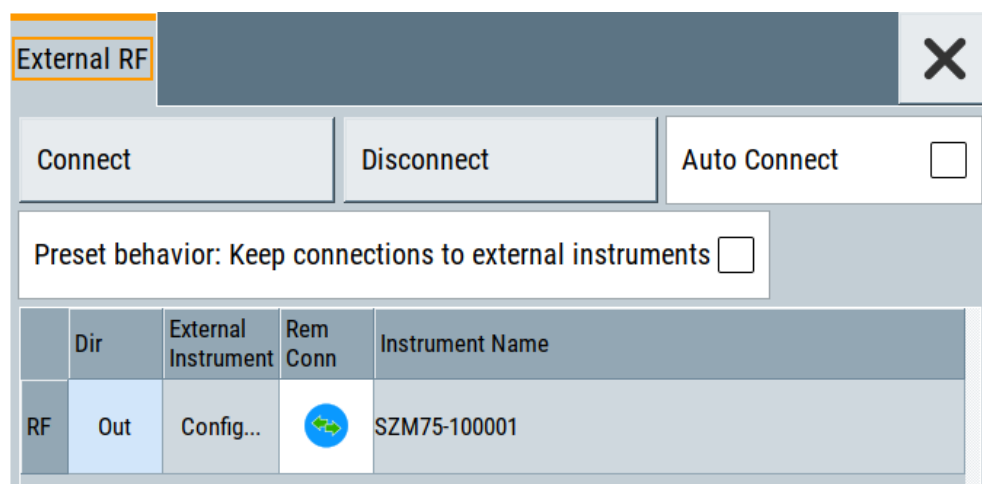 External RF
Connect Disconnect Auto Connect
Preset behavior: Keep connections to external instruments
Dir External Instrument Rem Conn Instrument Name
RF Out Config... SZM75-100001